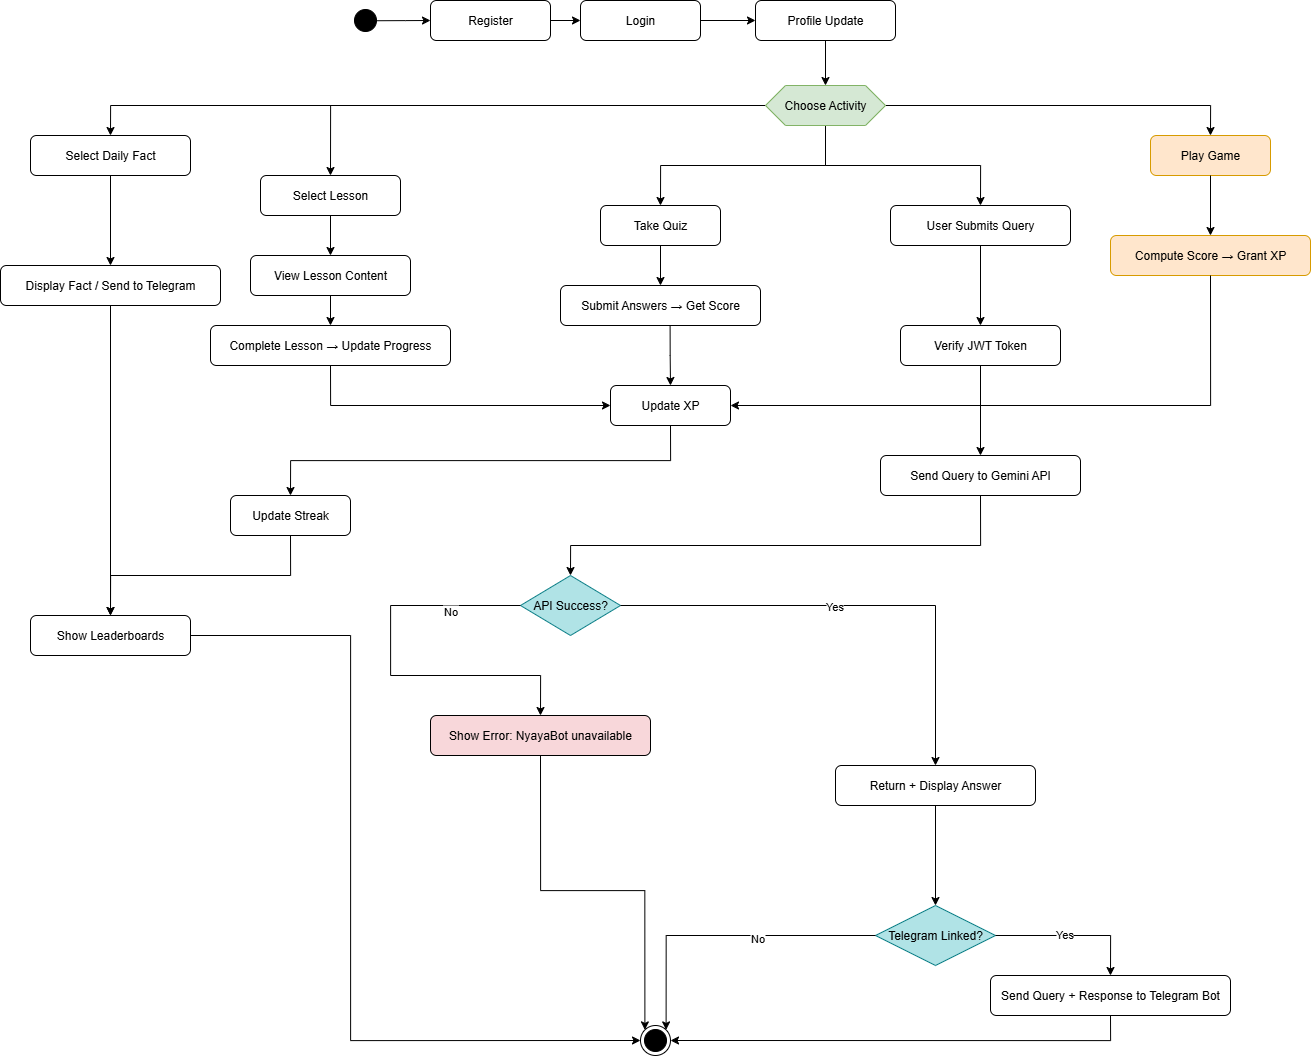 Register
Login
Profile Update
Choose Activity
Select Daily Fact
Play Game
Select Lesson
Take Quiz
User Submits Query
Compute Score → Grant XP
View Lesson Content
Display Fact / Send to Telegram
Submit Answers → Get Score
Complete Lesson → Update Progress
Verify JWT Token
Update XP
Send Query to Gemini API
Update Streak
API Success?
No
Yes
Show Leaderboards
Show Error: NyayaBot unavailable
Return + Display Answer
Telegram Linked?
No
Yes
Send Query + Response to Telegram Bot